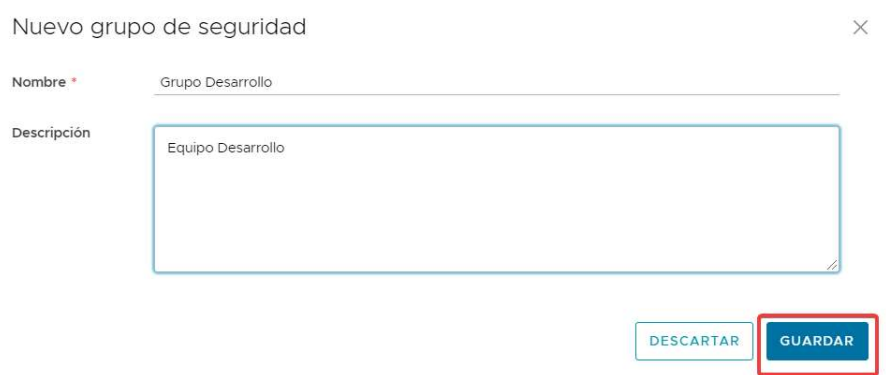 Nuevo grupo de seguridad
Nombre *
Grupo Desarrollo
Descripción
Equipo Desarrollo
DESCARTAR
GUARDAR